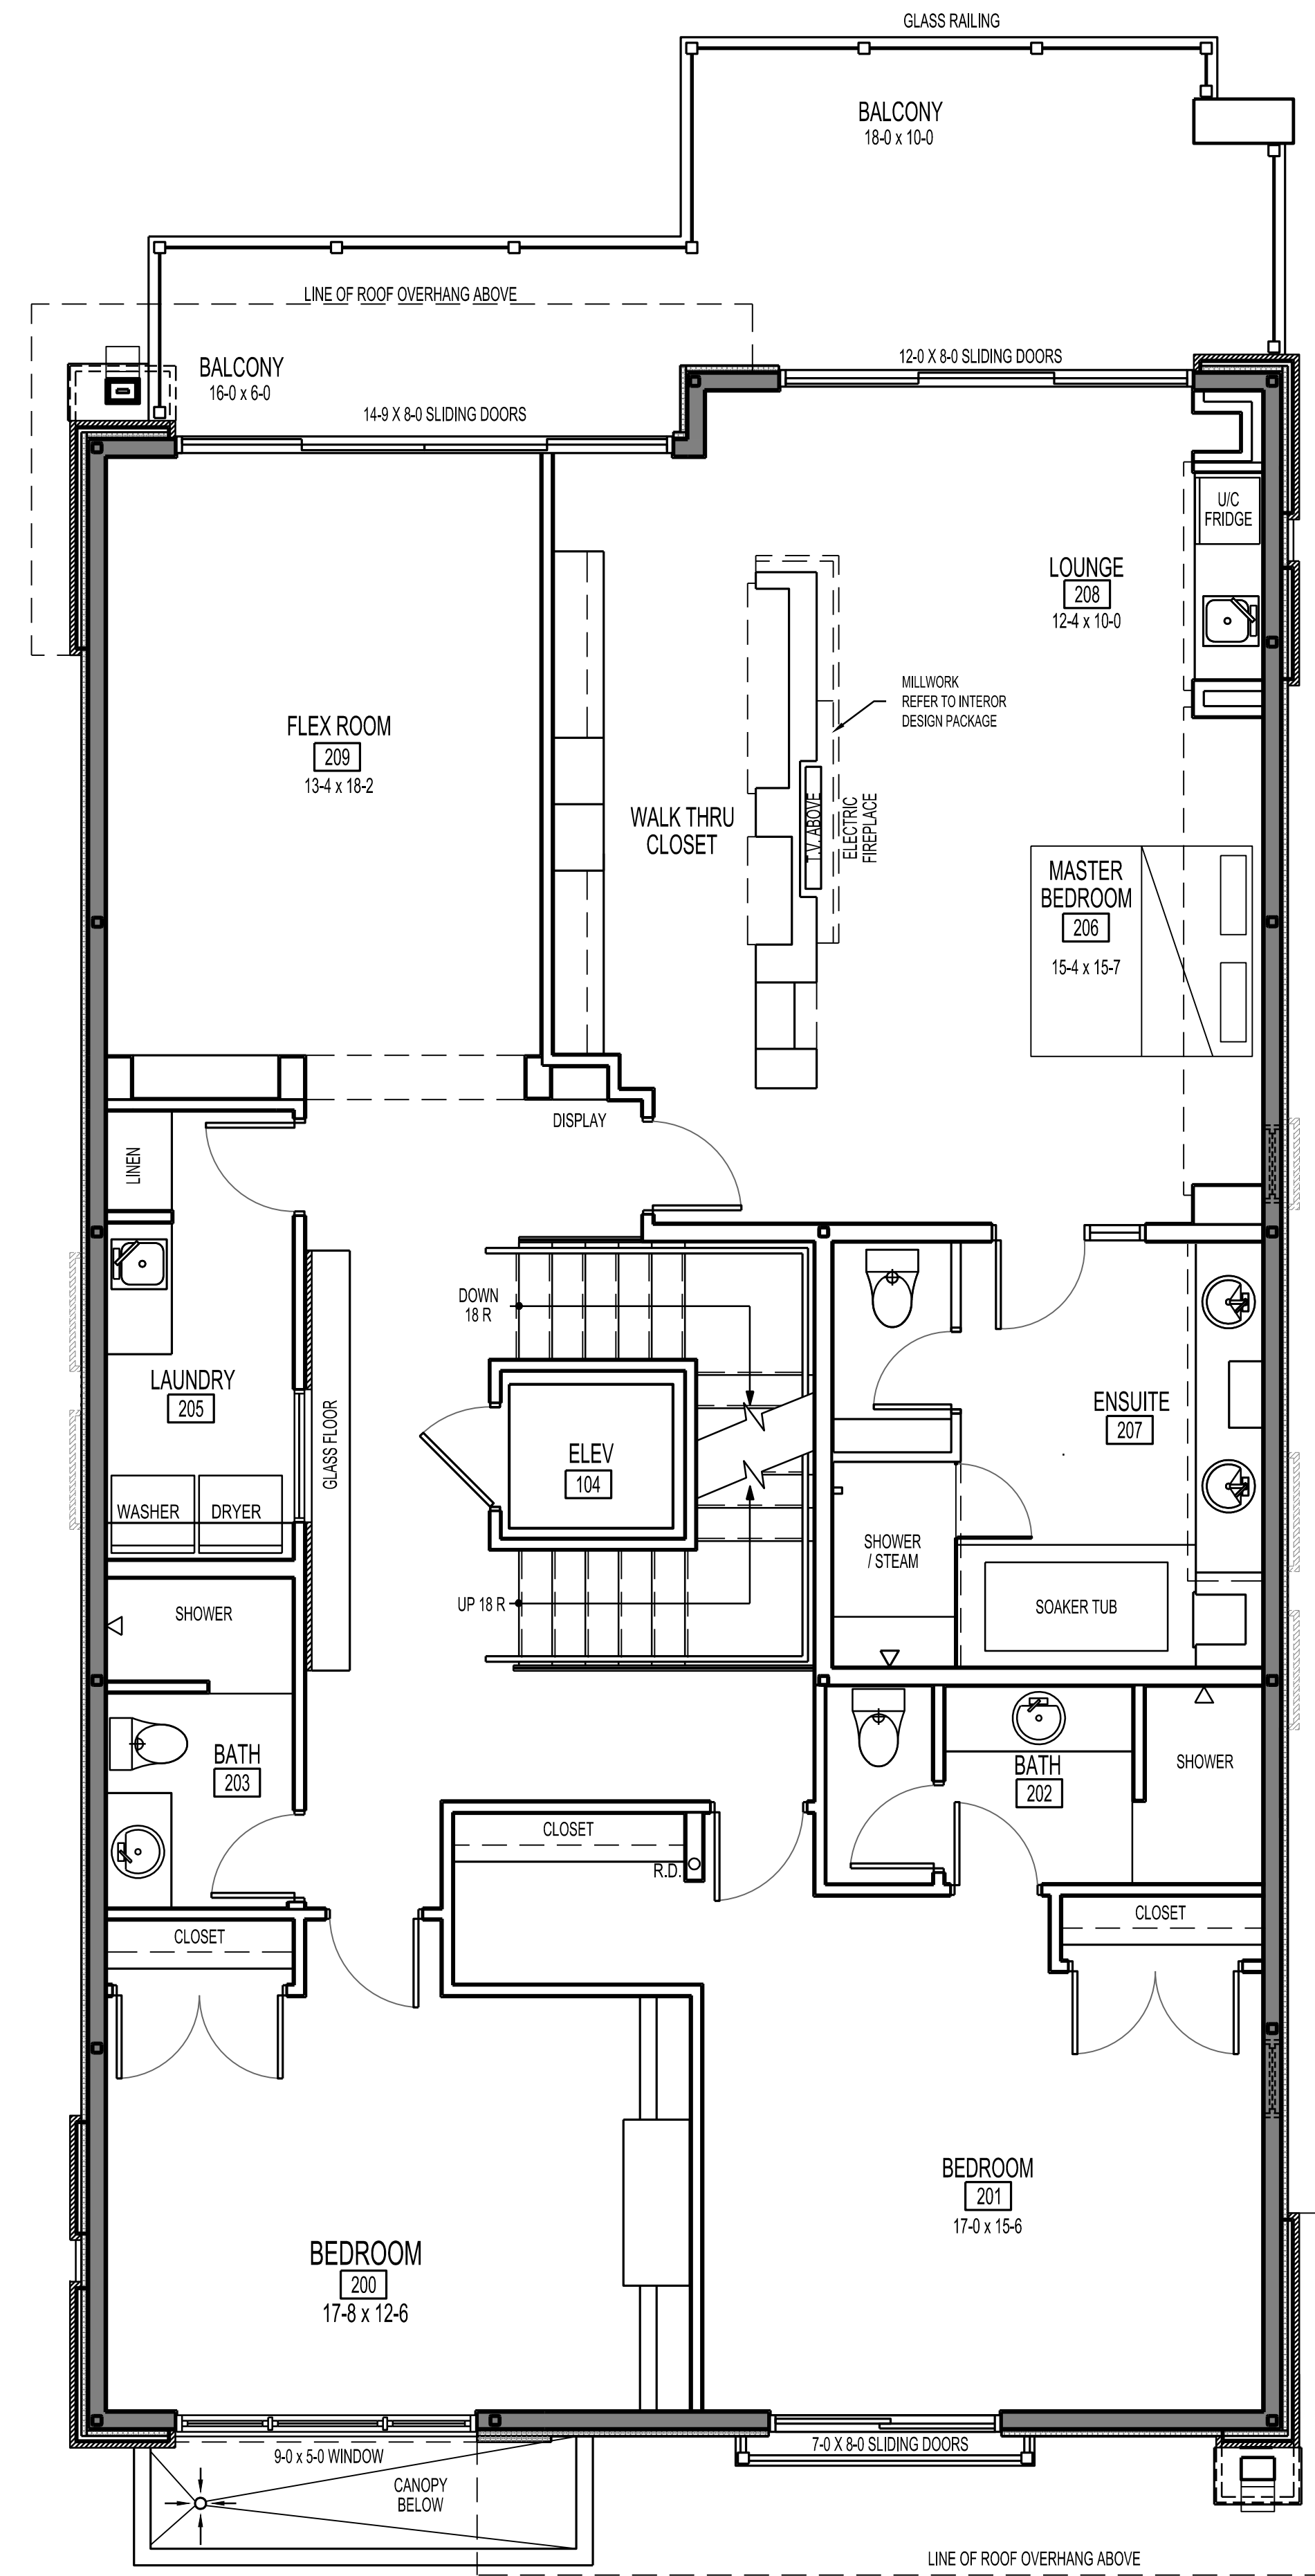 GLASS RAILING
BALCONY
18-0 x 10-0
LINE OF ROOF OVERHANG ABOVE
BALCONY
16-0 x 6-0
12-0 X 8-0 SLIDING DOORS
14-9 X 8-0 SLIDING DOORS
U/C
FRIDGE
LOUNGE
208
12-4 x 10-0
MILLWORK
REFER TO INTEROR
DESIGN PACKAGE
FLEX ROOM
209
13-4 x 18-2
WALK THRU
CLOSET
T.V. ABOVE
ELECTRIC
FIREPLACE
MASTER
BEDROOM
206
15-4 x 15-7
DISPLAY
LINEN
DOWN
18 R
LAUNDRY
205
GLASS FLOOR
ELEV
104
ENSUITE
207
WASHER
DRYER
SHOWER
/ STEAM
UP 18 R
SOAKER TUB
SHOWER
BATH
203
BATH
202
SHOWER
CLOSET
R.D.
CLOSET
CLOSET
BEDROOM
201
17-0 x 15-6
BEDROOM
200
17-8 x 12-6
9-0 x 5-0 WINDOW
7-0 X 8-0 SLIDING DOORS
CANOPY
BELOW
LINE OF ROOF OVERHANG ABOVE